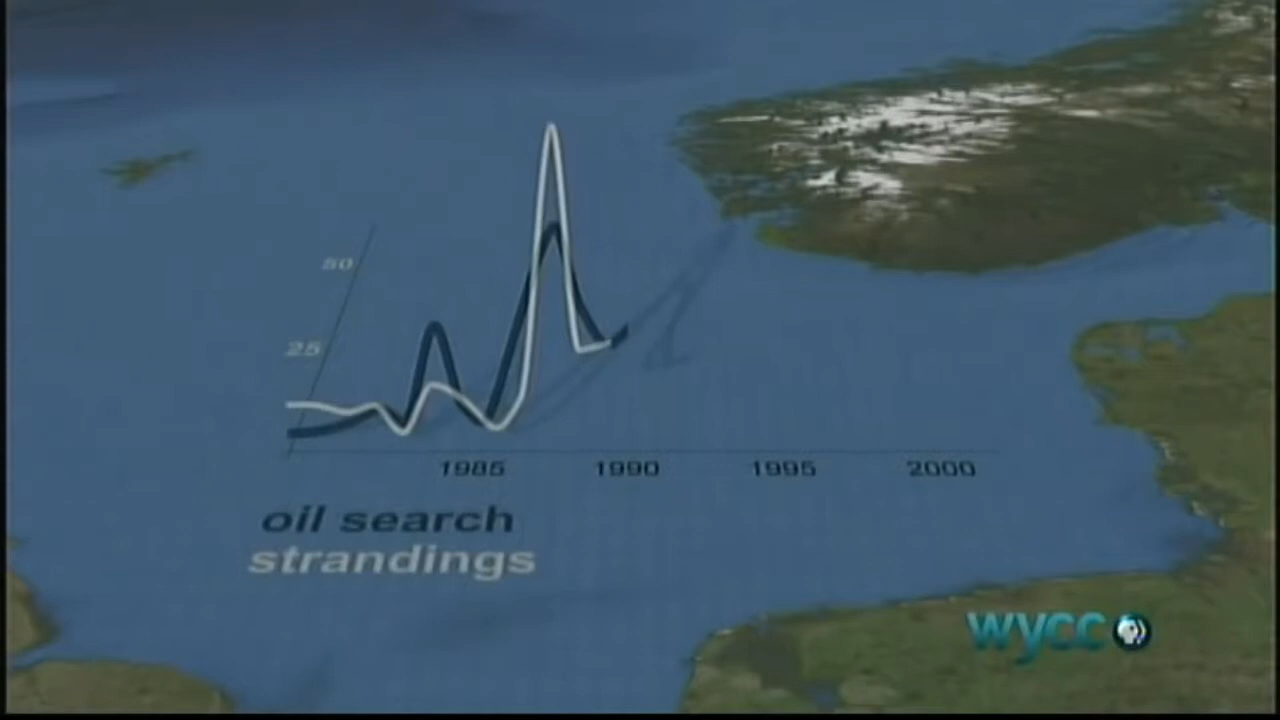 50
25
1985 1990 1995 2000
oil search
strandings
wycc